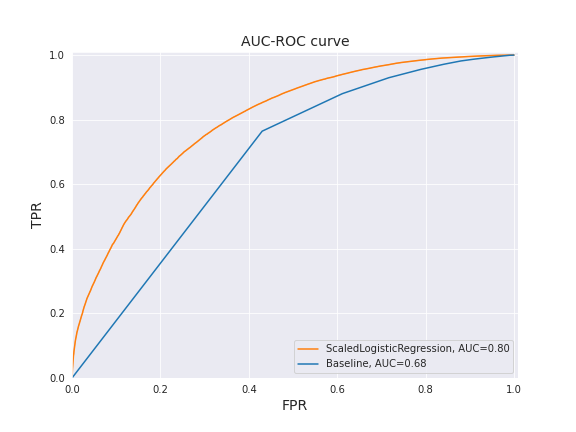 AUC-ROC curve
1.0
0.8
0.6
0.4
0.2
0.0
TPR
ScaledLogisticRegression, AUC=0.80
Baseline, AUC=0.68
0.0 0.2 0.4 0.6 0.8 1.0
FPR